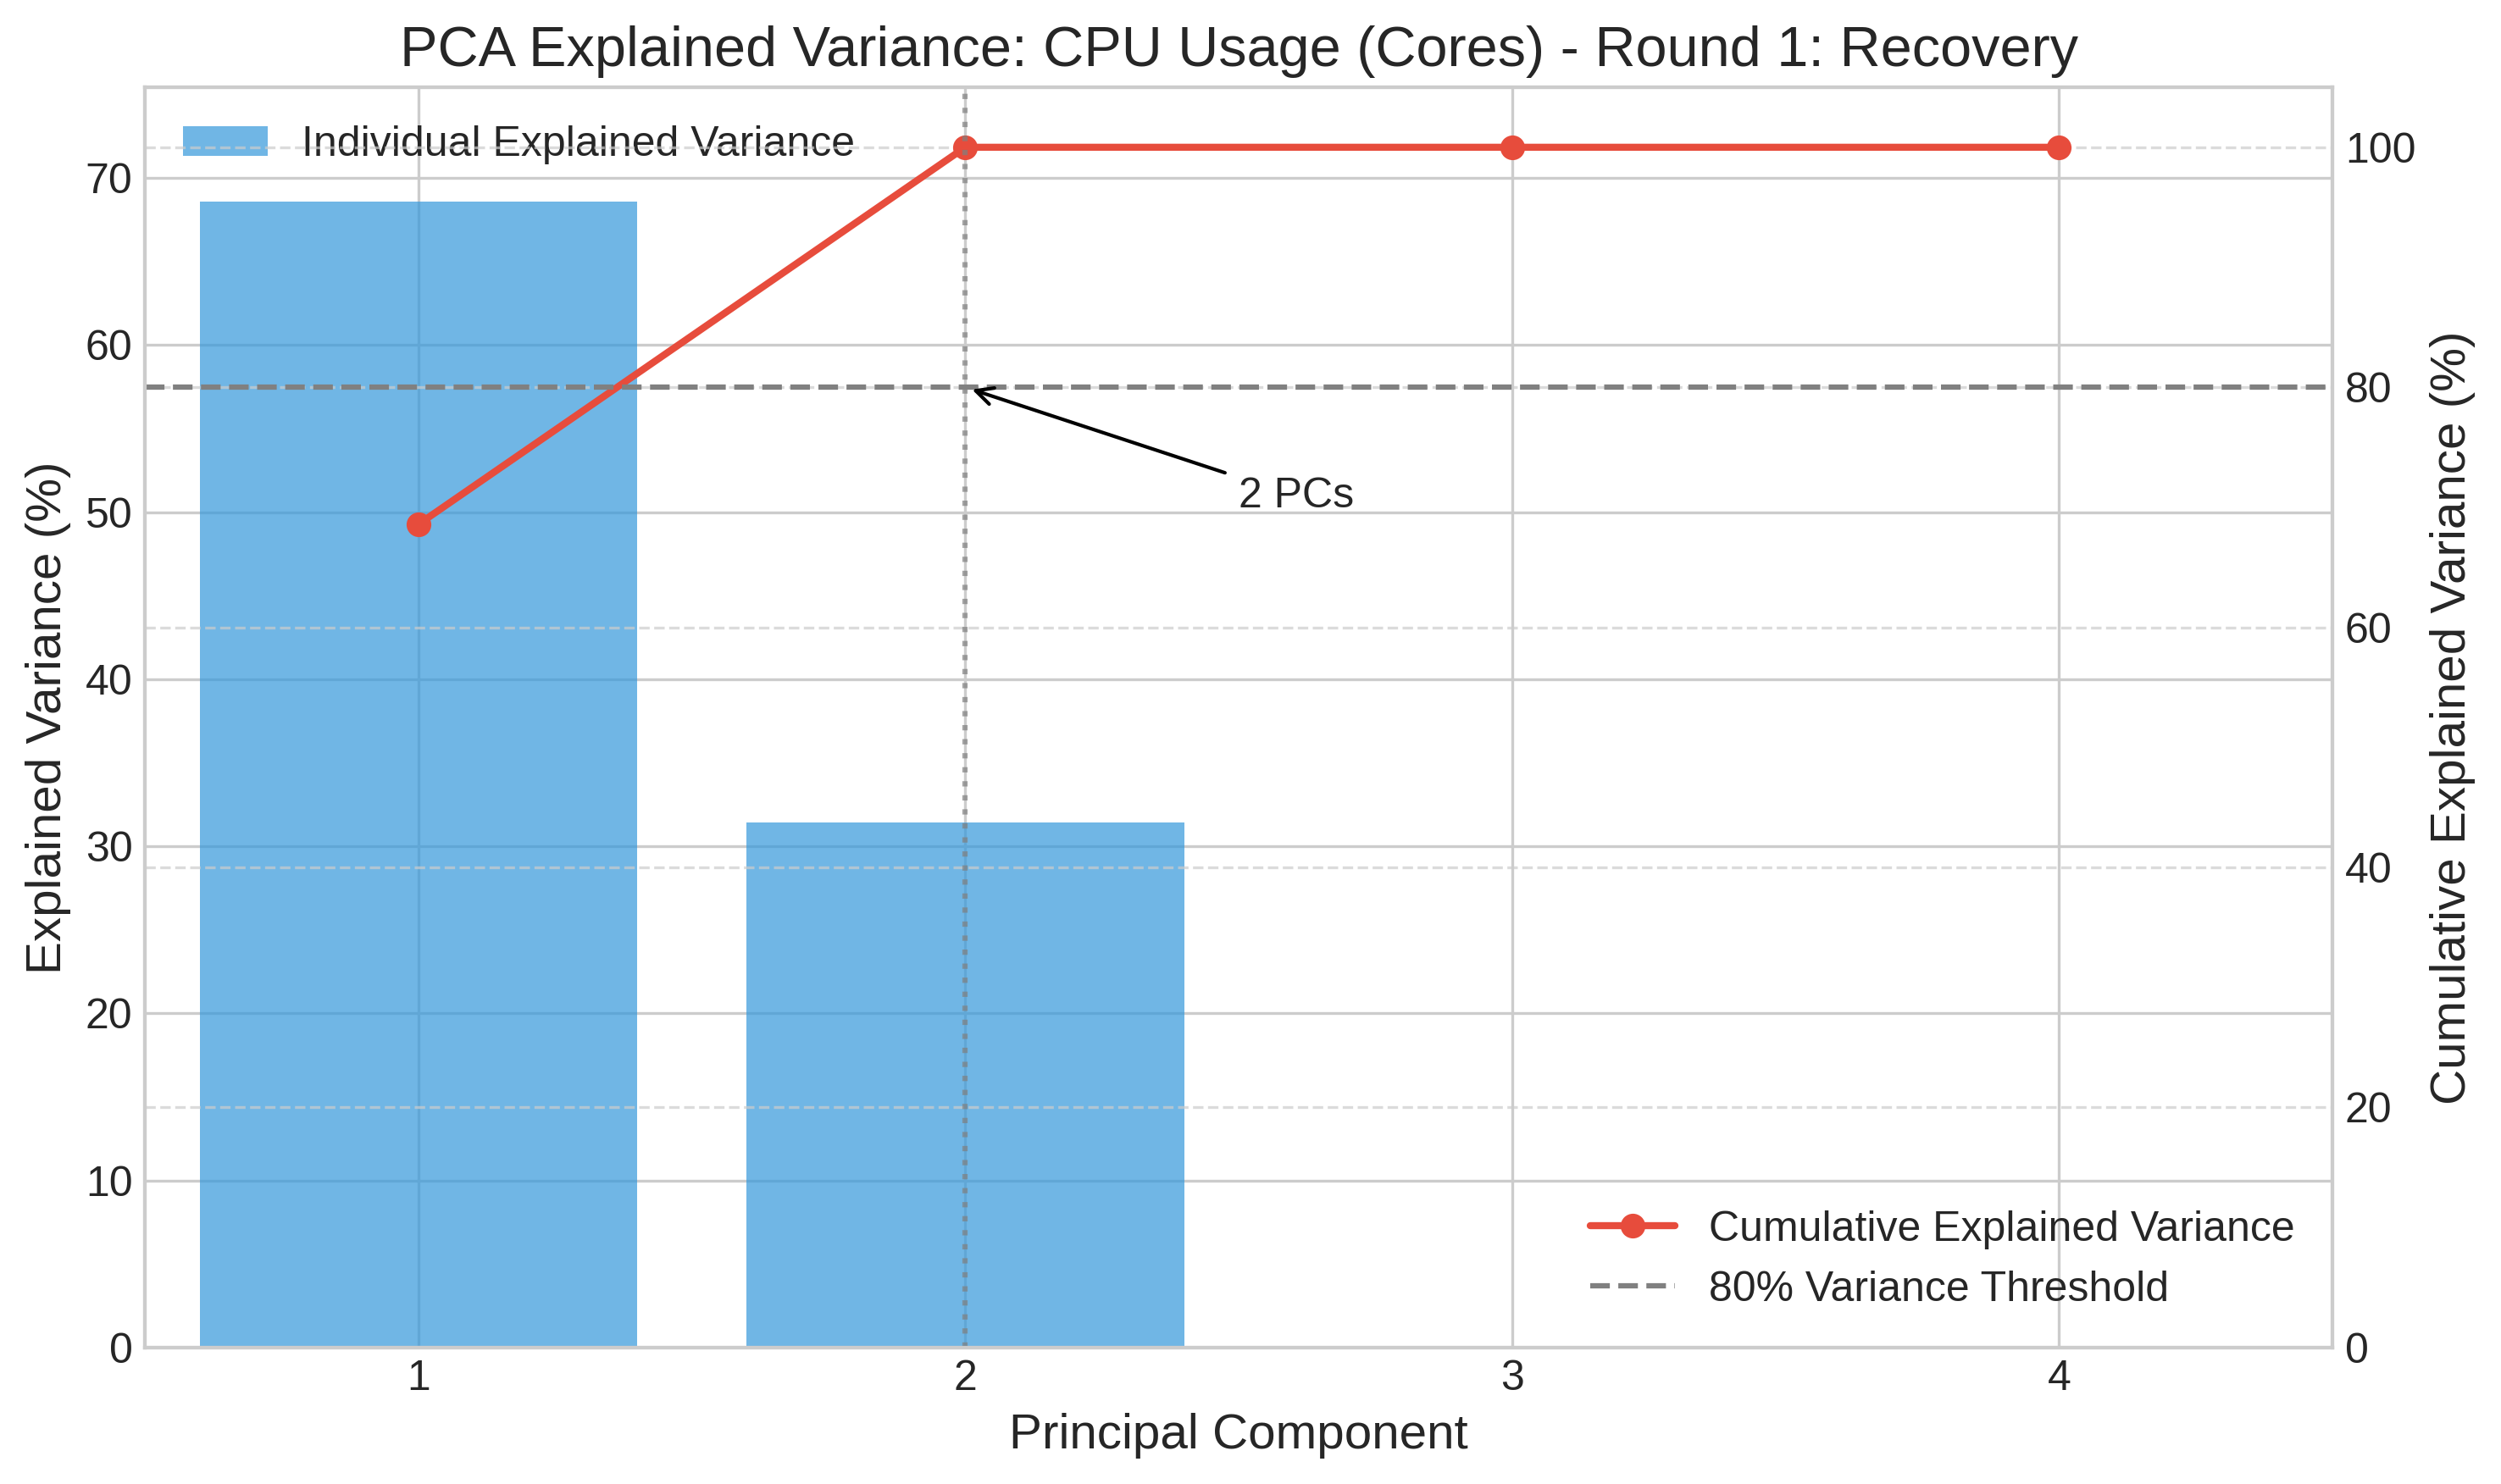 PCA Explained Variance: CPU Usage (Cores) - Round 1: Recovery
Individual Explained Variance
70
60
50
40
30
20
10
0
Explained Variance (%)
100
80
60
40
20
0
Cumulative Explained Variance (%)
2 PCs
Cumulative Explained Variance
80% Variance Threshold
1 2 3 4
Principal Component